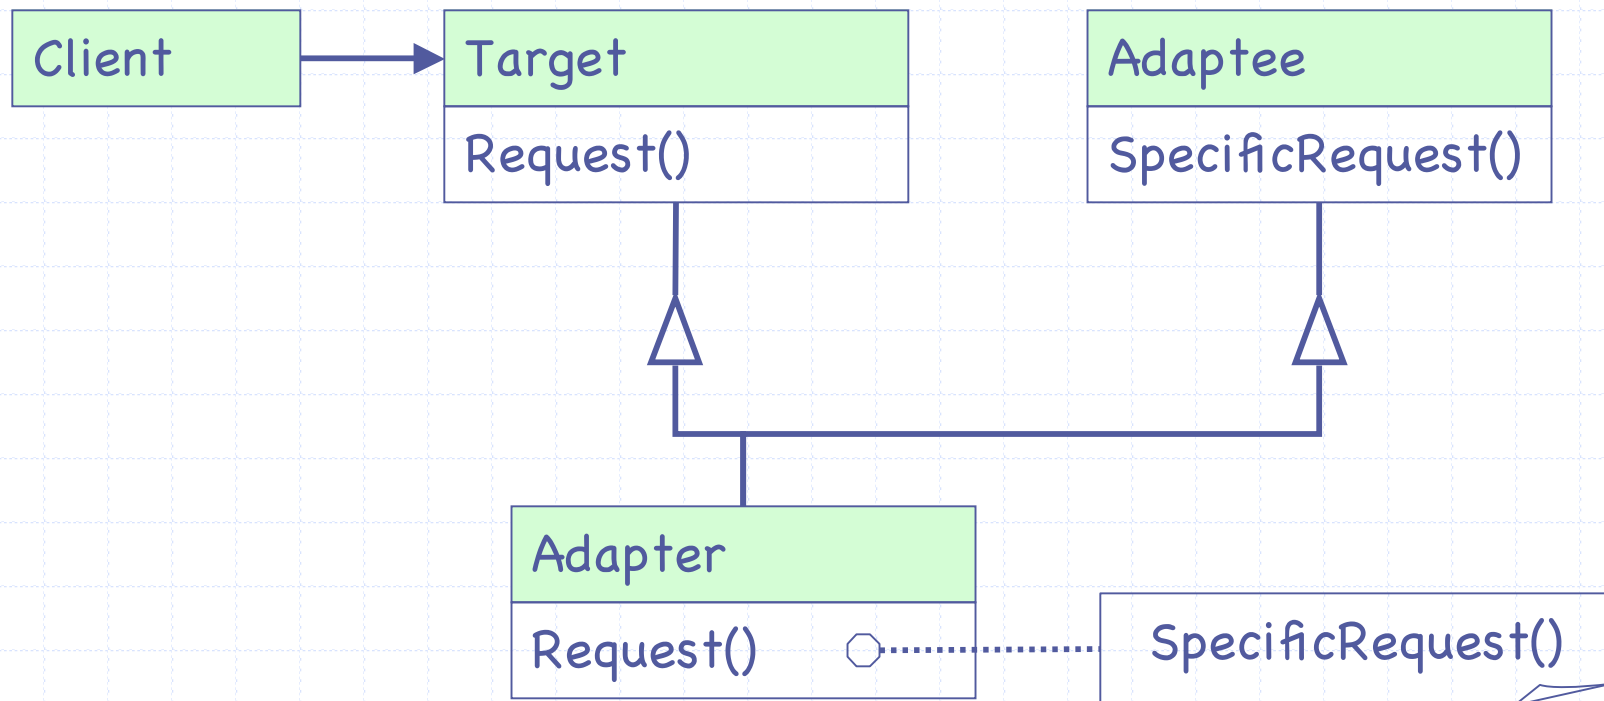 Client
Target
Request()
Adaptee
SpecificRequest()
Adapter
Request()
SpecificRequest()